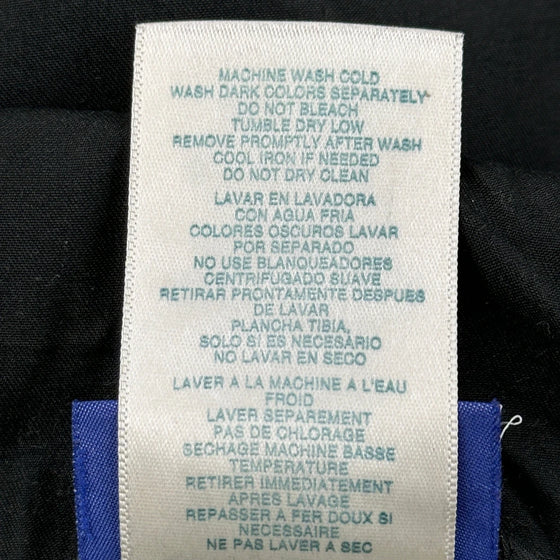 MACHINE WASH COLD
WASH DARK COLORS SEPARATELY
DO NOT BLEACH
TUMBLE DRY LOW
REMOVE PROMPTLY AFTER WASH
COOL IRON IF NEEDED
DO NOT DRY CLEAN
LAVAR EN LAVADORA
CON AGUA FRIA
COLORES OSCUROS LAVAR
POR SEPARADO
NO USE BLANQUEADORES
CENTRIFUGADO SUAVE
RETIRAR PRONTAMENTE DESPUES
DE LAVAR
PLANCHA TIBIA,
SOLO SI ES NECESARIO
NO LAVAR EN SECO
LAVER A LA MACHINE A L'EAU
FROID
LAVER SEPAREMENT
PAS DE CHLORAGE
SECHAGE MACHINE BASSE
TEMPERATURE
RETIRER IMMEDIATEMENT
APRES LAVAGE
REPASSER A FER DOUX SI
NECESSAIRE
NE PAS LAVER A SEC